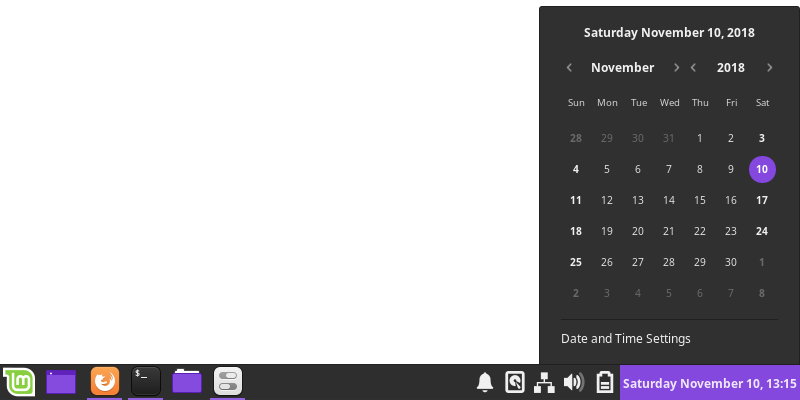 Saturday November 10, 2018
November 2018
Sun Mon Tue Wed Thu Fri Sat
28 29 30 31 1 2 3
4 5 6 7 8 9 10
11 12 13 14 15 16 17
18 19 20 21 22 23 24
25 26 27 28 29 30 1
2 3 4 5 6 7 8
Date and Time Settings
$_
Saturday November 10, 13:15